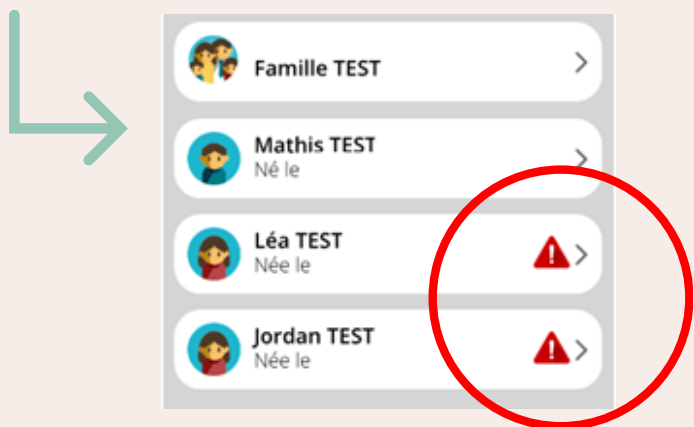 Famille TEST
Mathis TEST
Né le
Léa TEST
Née le
Jordan TEST
Née le